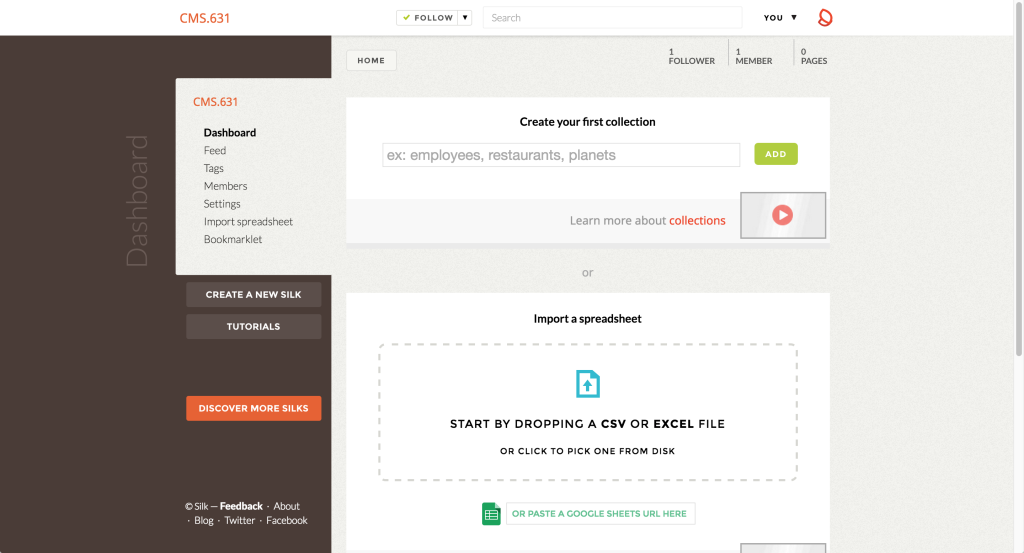 CMS.631
FOLLOW
Search
YOU
HOME
1
FOLLOWER
1
MEMBER
0
PAGES
Dashboard
CMS.631
Dashboard
Feed
Tags
Members
Settings
Import spreadsheet
Bookmarklet
CREATE A NEW SILK
TUTORIALS
DISCOVER MORE SILKS
© Silk — Feedback · About
· Blog · Twitter · Facebook
Create your first collection
ex: employees, restaurants, planets
ADD
Learn more about collections
or
Import a spreadsheet
START BY DROPPING A CSV OR EXCEL FILE
OR CLICK TO PICK ONE FROM DISK
OR PASTE A GOOGLE SHEETS URL HERE